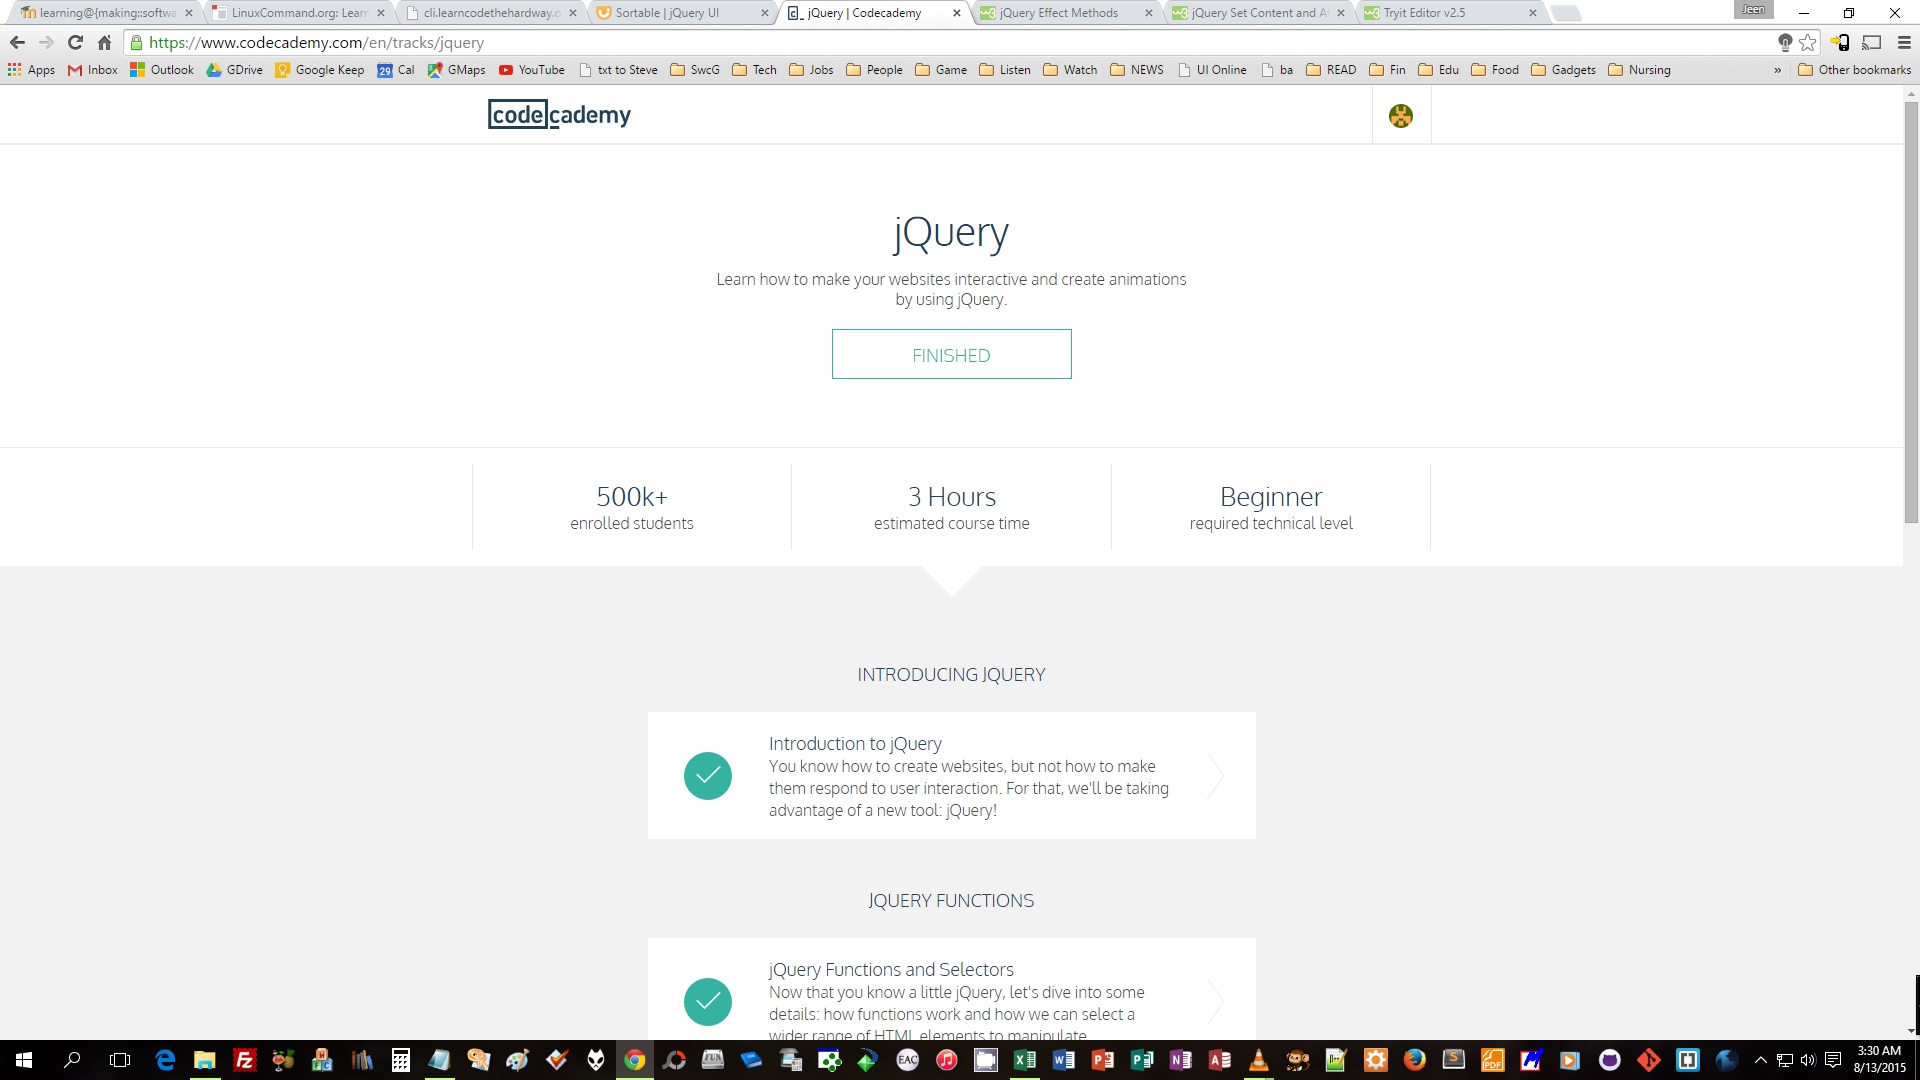 learning@{making::softwa
LinuxCommand.org: Learn
cli.learncodethehardway.o
Sortable | jQuery UI
jQuery | Codecademy
jQuery Effect Methods
jQuery Set Content and A
Tryit Editor v2.5
Jeen
https://www.codecademy.com/en/tracks/jquery
Apps
Inbox
Outlook
GDrive
Google Keep
29 Cal
GMaps
YouTube
txt to Steve
SwcG
Tech
Jobs
People
Game
Listen
Watch
NEWS
UI Online
ba
READ
Fin
Edu
Food
Gadgets
Nursing
»
Other bookmarks
codecademy
jQuery
Learn how to make your websites interactive and create animations
by using jQuery.
FINISHED
500k+
enrolled students
3 Hours
estimated course time
Beginner
required technical level
INTRODUCING JQUERY
Introduction to jQuery
You know how to create websites, but not how to make
them respond to user interaction. For that, we'll be taking
advantage of a new tool: jQuery!
JQUERY FUNCTIONS
jQuery Functions and Selectors
Now that you know a little jQuery, let's dive into some
details: how functions work and how we can select a
wider range of HTML elements to manipulate
EAC
3:30 AM
8/13/2015